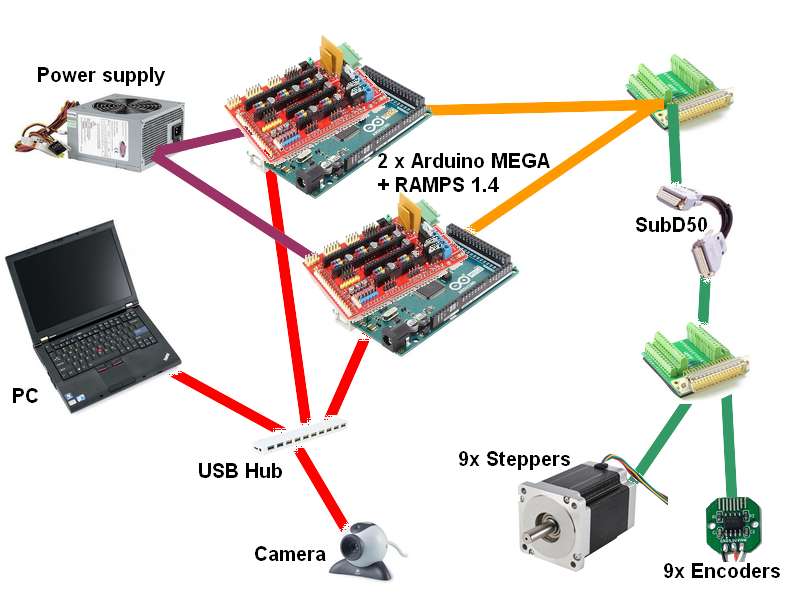 Power supply
2 x Arduino MEGA
+ RAMPS 1.4
SubD50
PC
USB Hub
9x Steppers
Camera
9x Encoders